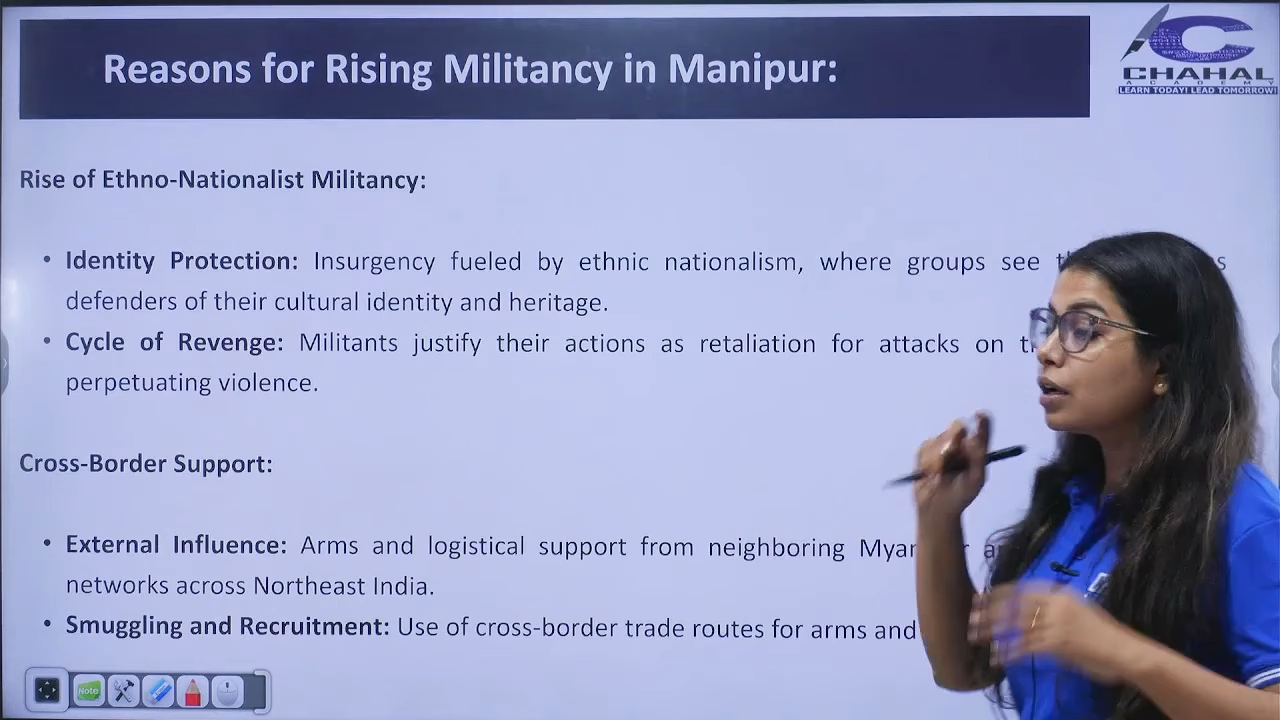 Reasons for Rising Militancy in Manipur:
CHAHAL
ACADEMY
LEARN TODAY! LEAD TOMORROW!
Rise of Ethno-Nationalist Militancy:
• Identity Protection: Insurgency fueled by ethnic nationalism, where groups see
defenders of their cultural identity and heritage.
• Cycle of Revenge: Militants justify their actions as retaliation for attacks on
perpetuating violence.
Cross-Border Support:
• External Influence: Arms and logistical support from neighboring
networks across Northeast India.
• Smuggling and Recruitment: Use of cross-border trade routes for arms and
Note